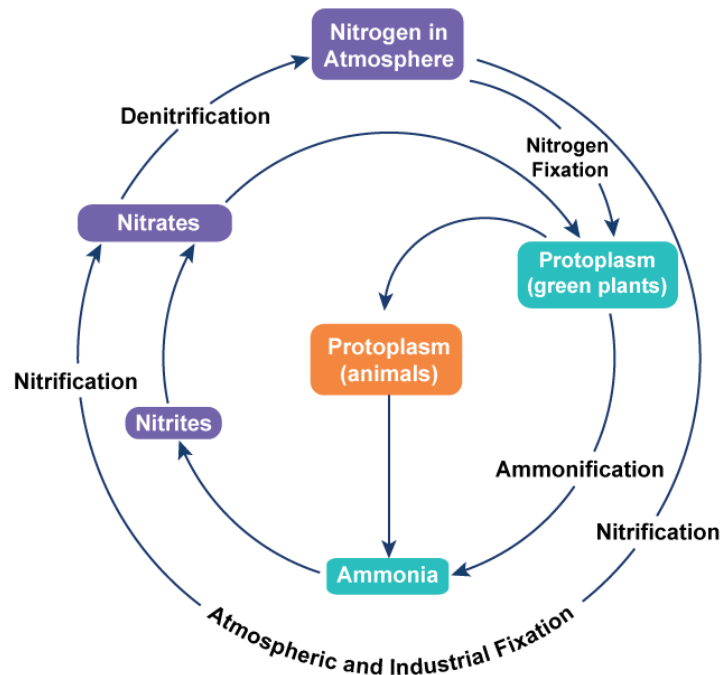 Nitrogen in
Atmosphere
Denitrification
Nitrogen
Fixation
Nitrates
Protoplasm
(green plants)
Protoplasm
(animals)
Nitrification
Nitrites
Ammonification
Nitrification
Ammonia
Atmospheric and Industrial Fixation